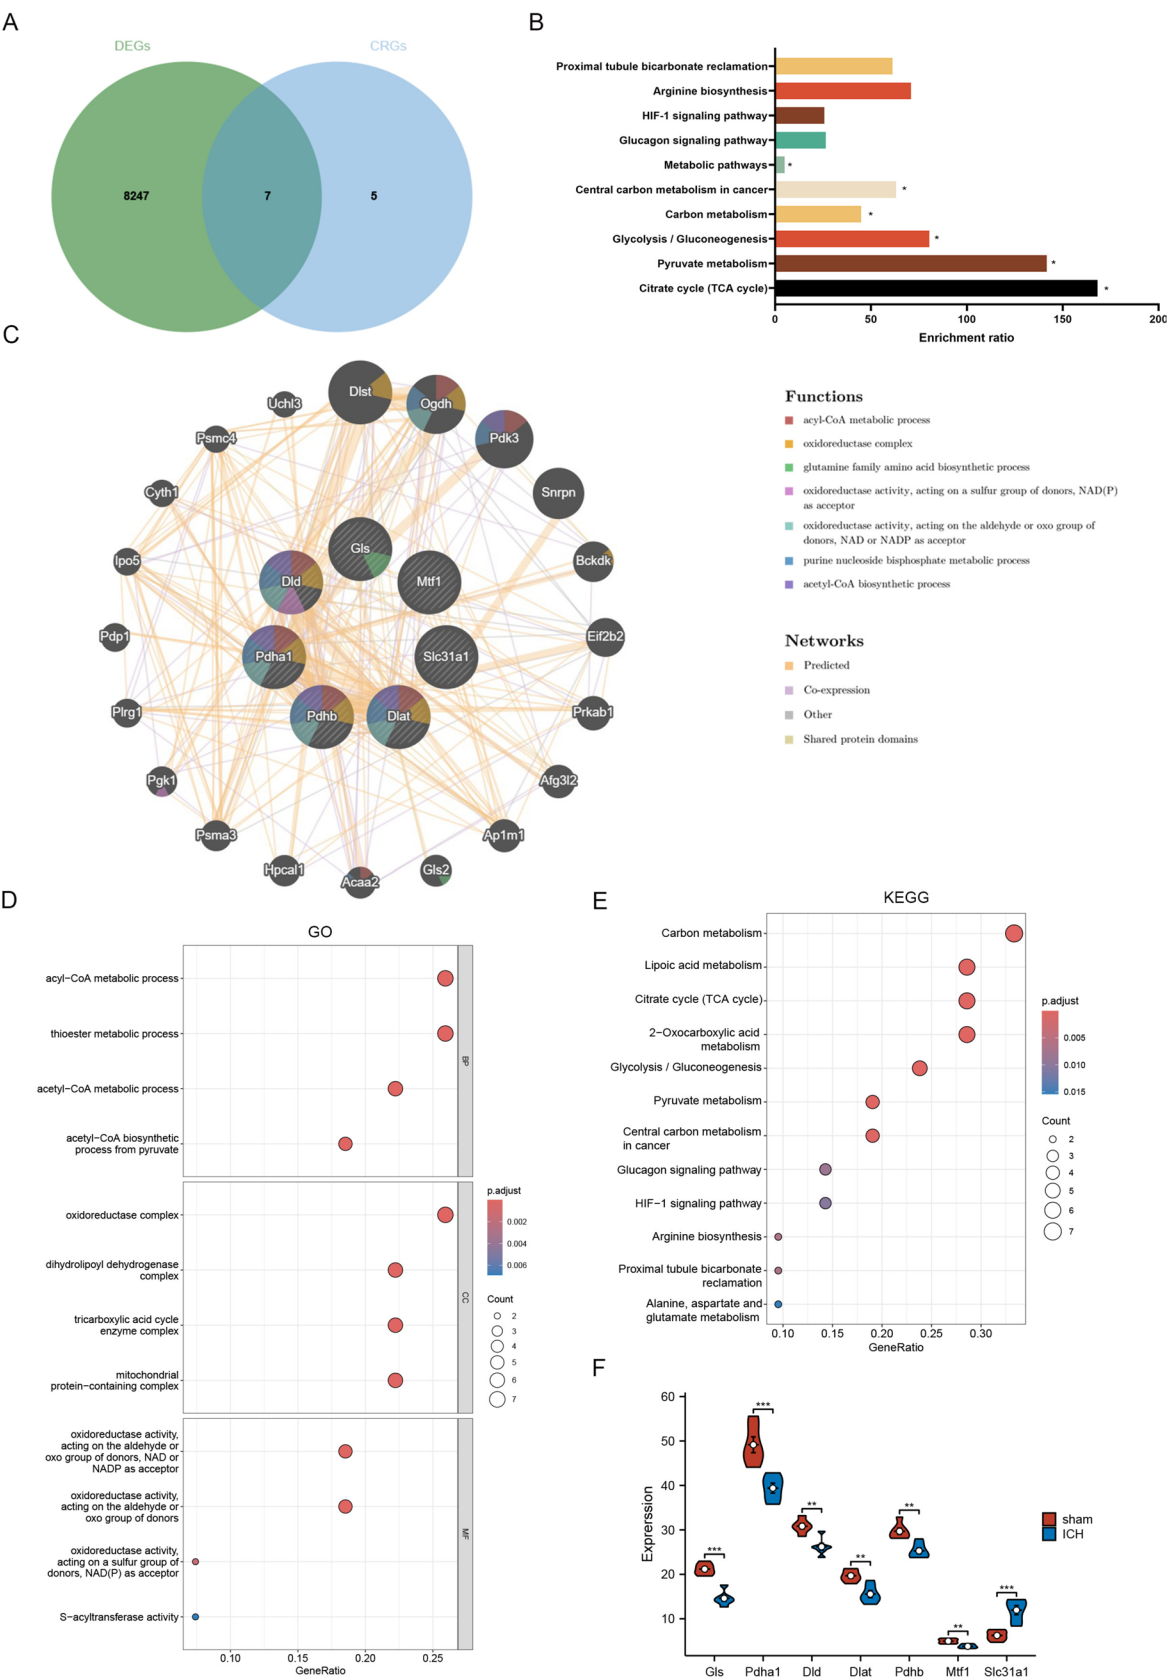 A
DEGs
CRGs
8247
7
5
B
Proximal tubule bicarbonate reclamation
Arginine biosynthesis
HIF-1 signaling pathway
Glucagon signaling pathway
Metabolic pathways
*
Central carbon metabolism in cancer
*
Carbon metabolism
*
Glycolysis / Gluconeogenesis
*
Pyruvate metabolism
*
Citrate cycle (TCA cycle)
*
0
50
100
150
200
Enrichment ratio
C
Dlst
Ogdh
Uchl3
Pdk3
Psmc4
Cyth1
Snrpn
Gls
Ipo5
Bckdk
Dld
Mtf1
Pdp1
Eif2b2
Pdha1
Slc31a1
Plrg1
Pdhb
Dlat
Prkab1
Pgk1
Afg3l2
Psma3
Ap1m1
Hpcal1
Acaa2
Gls2
Functions
acyl-CoA metabolic process
oxidoreductase complex
glutamine family amino acid biosynthetic process
oxidoreductase activity, acting on a sulfur group of donors, NAD(P)
as acceptor
oxidoreductase activity, acting on the aldehyde or oxo group of
donors, NAD or NADP as acceptor
purine nucleoside bisphosphate metabolic process
acetyl-CoA biosynthetic process
Networks
Predicted
Co-expression
Other
Shared protein domains
D
GO
acyl−CoA metabolic process
thioester metabolic process
acetyl−CoA metabolic process
acetyl−CoA biosynthetic
process from pyruvate
BP
oxidoreductase complex
dihydrolipoyl dehydrogenase
complex
tricarboxylic acid cycle
enzyme complex
mitochondrial
protein−containing complex
CC
oxidoreductase activity,
acting on the aldehyde or
oxo group of donors, NAD or
NADP as acceptor
oxidoreductase activity,
acting on the aldehyde or
oxo group of donors
oxidoreductase activity,
acting on a sulfur group of
donors, NAD(P) as acceptor
S−acyltransferase activity
MF
0.10
0.15
0.20
0.25
GeneRatio
p.adjust
0.002
0.004
0.006
Count
2
3
4
5
6
7
E
KEGG
Carbon metabolism
Lipoic acid metabolism
Citrate cycle (TCA cycle)
2−Oxocarboxylic acid
metabolism
Glycolysis / Gluconeogenesis
Pyruvate metabolism
Central carbon metabolism
in cancer
Glucagon signaling pathway
HIF−1 signaling pathway
Arginine biosynthesis
Proximal tubule bicarbonate
reclamation
Alanine, aspartate and
glutamate metabolism
0.10
0.15
0.20
0.25
0.30
GeneRatio
p.adjust
0.005
0.010
0.015
Count
2
3
4
5
6
7
F
60
50
40
30
20
10
Exprerssion
***
***
**
**
**
**
***
Gls
Pdha1
Dld
Dlat
Pdhb
Mtf1
Slc31a1
sham
ICH